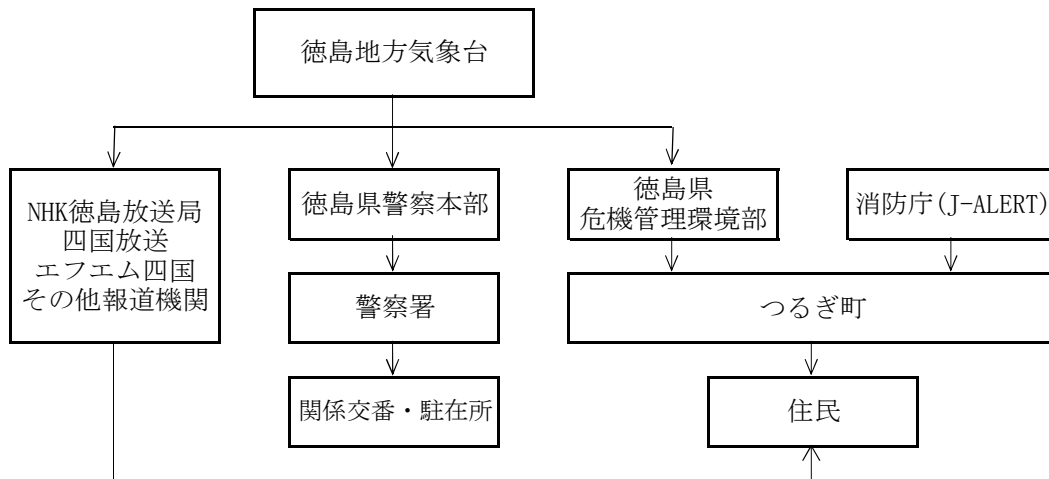 徳島地方気象台
NHK徳島放送局
四国放送
エフエム四国
その他報道機関
徳島県警察本部
徳島県
危機管理環境部
消防庁(J-ALERT)
警察署
つるぎ町
関係交番・駐在所
住民